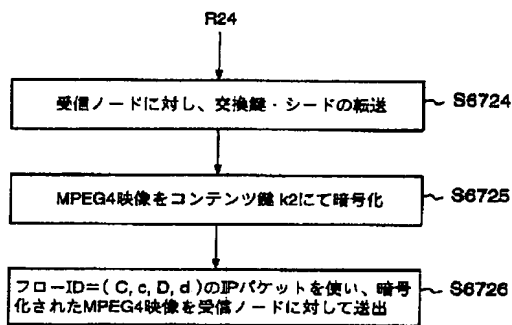 R24
受信ノードに対し、交換鍵・シードの転送
S6724
MPEG4映像をコンテンツ鍵 k2にて暗号化
S6725
フローID=( C, c, D, d )のIPパケットを使い、暗号
化されたMPEG4映像を受信ノードに対して送出
S6726